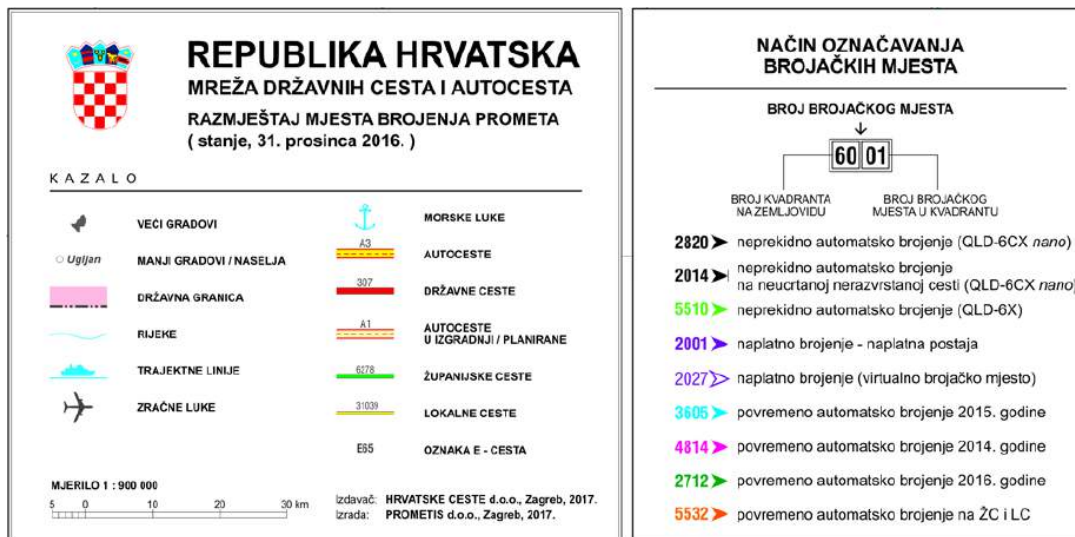 REPUBLIKA HRVATSKA
MREŽA DRŽAVNIH CESTA I AUTOCESTA
RAZMJEŠTAJ MJESTA BROJENJA PROMETA
( stanje, 31. prosinca 2016. )
KAZALO
VEĆI GRADOVI
Ugljan MANJI GRADOVI / NASELJA
DRŽAVNA GRANICA
RIJEKE
TRAJEKTNE LINIJE
ZRAČNE LUKE
MORSKE LUKE
A3 AUTOCESTE
307 DRŽAVNE CESTE
A1 AUTOCESTE
U IZGRADNJI / PLANIRANE
6278 ŽUPANIJSKE CESTE
31039 LOKALNE CESTE
E65 OZNAKA E - CESTA
MJERILO 1 : 900 000
5 0 10 20 30 km
Izdavač: HRVATSKE CESTE d.o.o., Zagreb, 2017.
Izrada: PROMETIS d.o.o., Zagreb, 2017.
NAČIN OZNAČAVANJA
BROJAČKIH MJESTA
BROJ BROJAČKOG MJESTA
60 01
BROJ KVADRANTA
NA ZEMLJOVIDU
BROJ BROJAČKOG
MJESTA U KVADRANTU
2820 neprekidno automatsko brojenje (QLD-6CX nano)
2014 neprekidno automatsko brojenje
na neucrtanoj nerazvrstanoj cesti (QLD-6CX nano)
5510 neprekidno automatsko brojenje (QLD-6X)
2001 naplatno brojenje - naplatna postaja
2027 naplatno brojenje (virtualno brojačko mjesto)
3605 povremeno automatsko brojenje 2015. godine
4814 povremeno automatsko brojenje 2014. godine
2712 povremeno automatsko brojenje 2016. godine
5532 povremeno automatsko brojenje na ŽC i LC